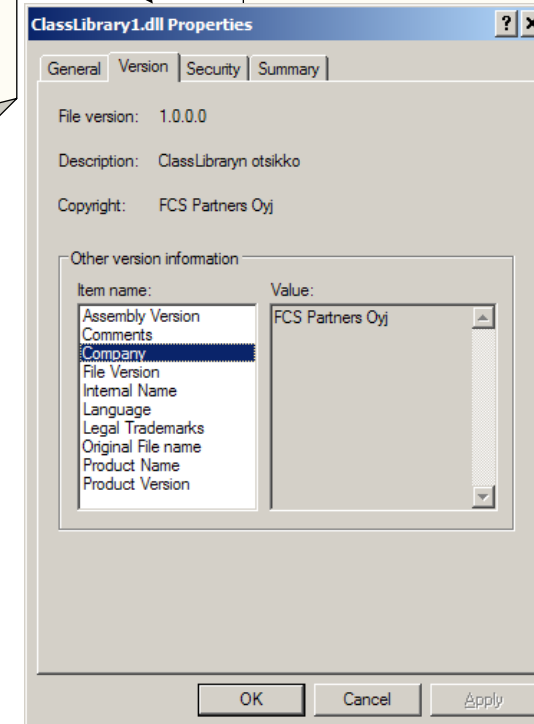 ClassLibrary1.dll Properties
General Version Security Summary
File version: 1.0.0.0
Description: ClassLibraryn otsikko
Copyright: FCS Partners Oyj
Other version information
Item name: Value:
Assembly Version FCS Partners Oyj
Comments
Company
File Version
Internal Name
Language
Legal Trademarks
Original File name
Product Name
Product Version
OK Cancel Apply